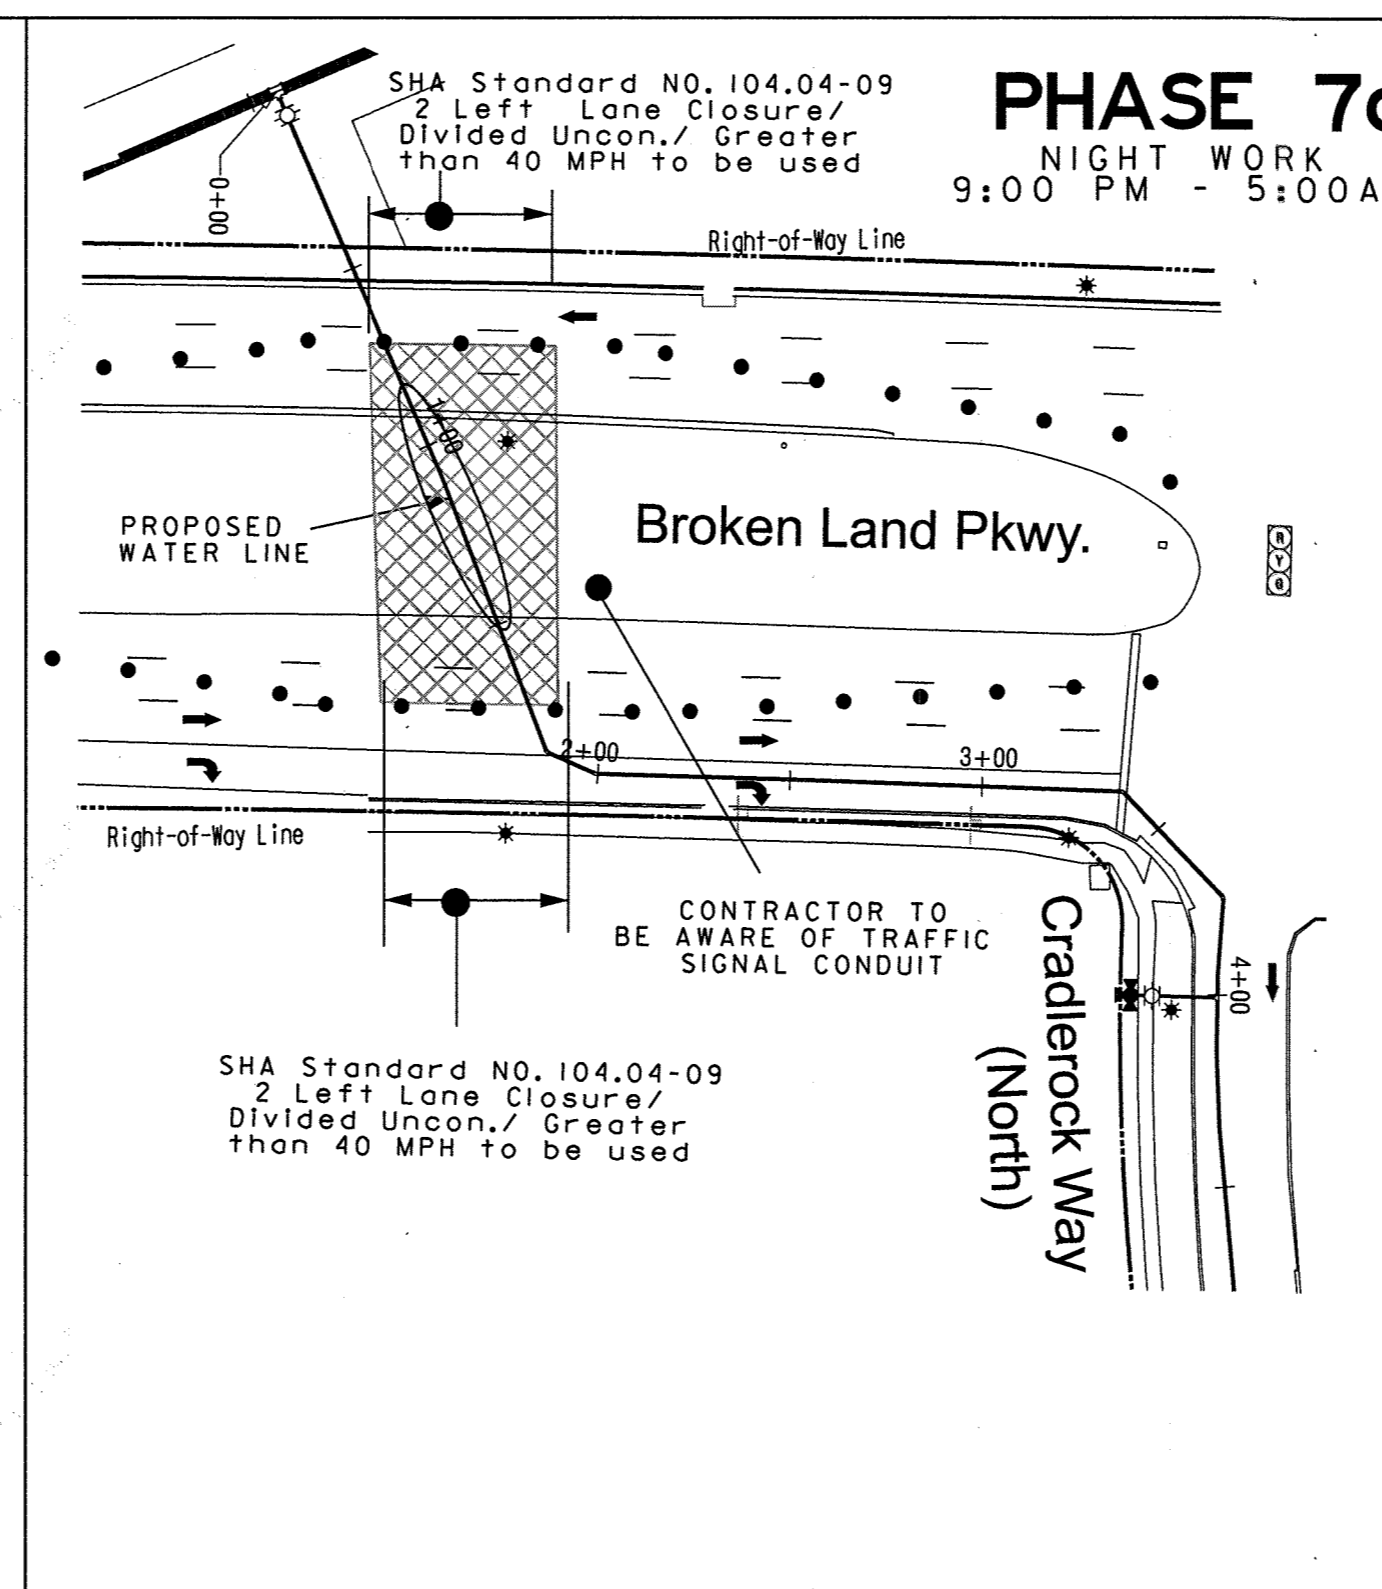 SHA Standard NO. 104.04-09
2 Left Lane Closure/
Divided Uncon./ Greater
than 40 MPH to be used
PHASE
NIGHT WORK
9:00 PM - 5:00A
0+00
Right-of-Way Line
1+00
PROPOSED
WATER LINE
Broken Land Pkwy.
R
Y
G
2+00
3+00
Right-of-Way Line
CONTRACTOR TO
BE AWARE OF TRAFFIC
SIGNAL CONDUIT
Cradlerock Way
(North)
4+00
SHA Standard NO. 104.04-09
2 Left Lane Closure/
Divided Uncon./ Greater
than 40 MPH to be used